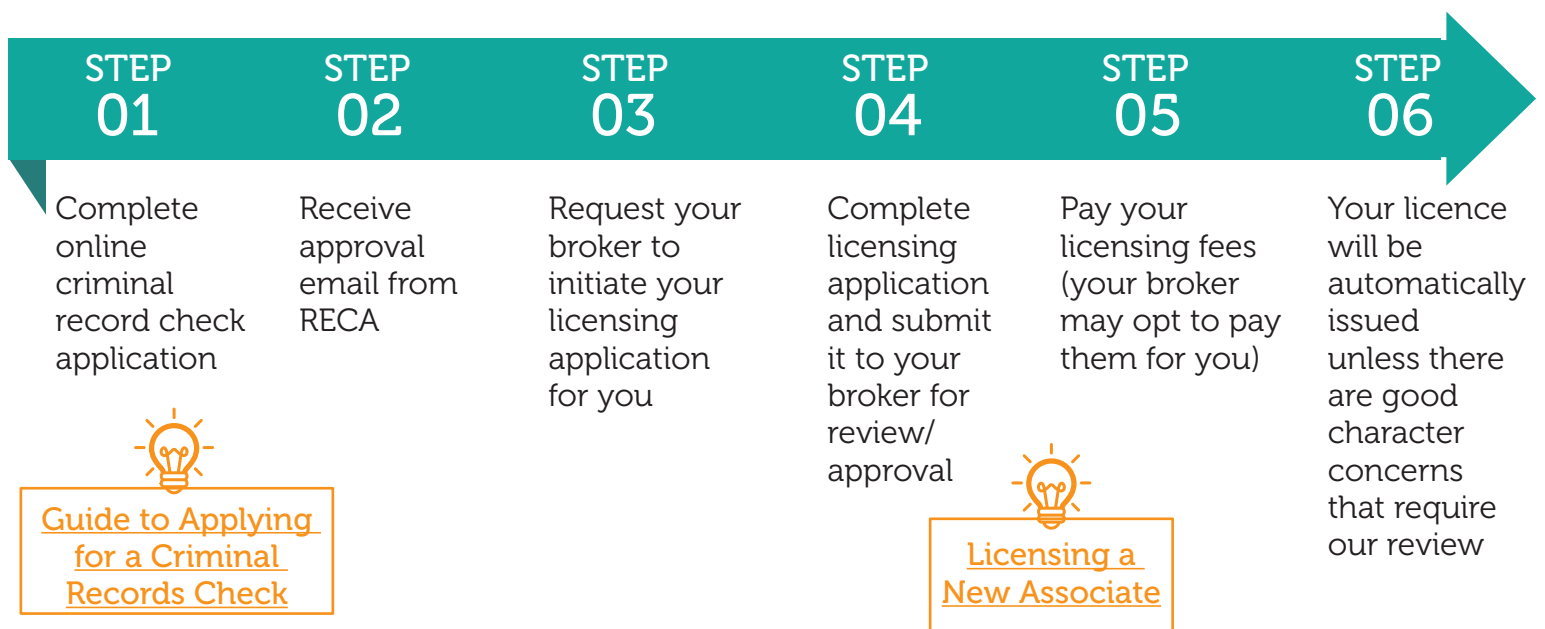 STEP
01
STEP
02
STEP
03
STEP
04
STEP
05
STEP
06
Complete
online
criminal
record check
application
Receive
approval
email from
RECA
Request your
broker to
initiate your
licensing
application
for you
Complete
licensing
application
and submit
it to your
broker for
review/
approval
Pay your
licensing fees
(your broker
may opt to pay
them for you)
Your licence
will be
automatically
issued
unless there
are good
character
concerns
that require
our review
Guide to Applying
for a Criminal
Records Check
Licensing a
New Associate